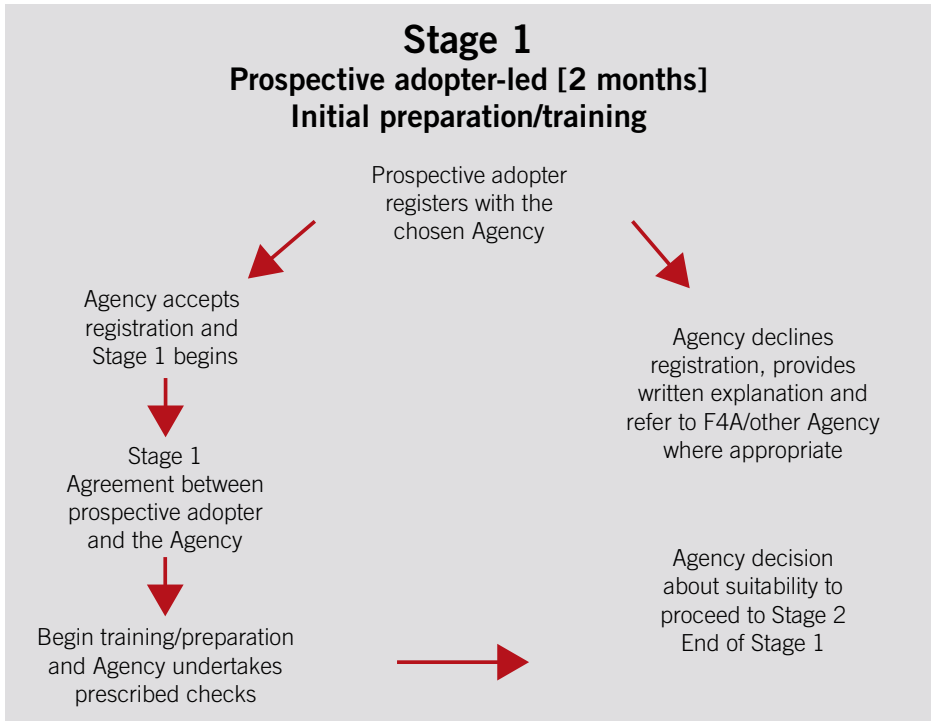 Stage 1
Prospective adopter-led [2 months]
Initial preparation/training
Prospective adopter
registers with the
chosen Agency
Agency accepts
registration and
Stage 1 begins
Agency declines
registration, provides
written explanation and
refer to F4A/other Agency
where appropriate
Stage 1
Agreement between
prospective adopter
and the Agency
Begin training/preparation
and Agency undertakes
prescribed checks
Agency decision
about suitability to
proceed to Stage 2
End of Stage 1